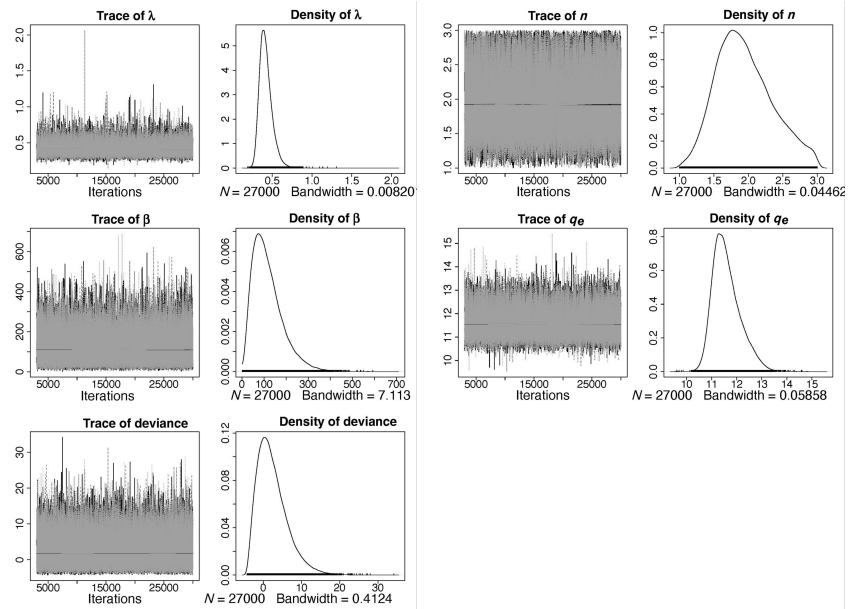 Trace of λ
2.0
1.5
1.0
0.5
5000 15000 25000
Iterations
Density of λ
5
4
3
2
1
0
0.5 1.0 1.5 2.0
N = 27000 Bandwidth = 0.00820
Trace of n
3.0
2.5
2.0
1.5
1.0
5000 15000 25000
Iterations
Density of n
1.0
0.8
0.6
0.4
0.2
0.0
1.0 1.5 2.0 2.5 3.0
N = 27000 Bandwidth = 0.04462
Trace of β
600
400
200
0
5000 15000 25000
Iterations
Density of β
0.006
0.004
0.002
0.000
0 100 300 500 700
N = 27000 Bandwidth = 7.113
Trace of qe
15
14
13
12
11
10
5000 15000 25000
Iterations
Density of qe
0.8
0.6
0.4
0.2
0.0
10 11 12 13 14 15
N = 27000 Bandwidth = 0.05858
Trace of deviance
30
20
10
0
5000 15000 25000
Iterations
Density of deviance
0.12
0.08
0.04
0.00
0 10 20 30
N = 27000 Bandwidth = 0.4124